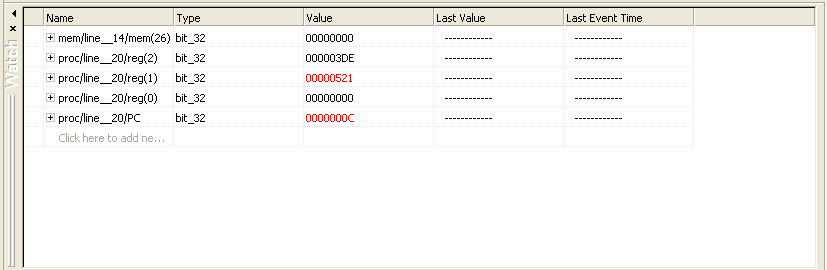 Watch
Name Type Value Last Value Last Event Time
mem/line__14/mem(26) bit_32 00000000 ------------ ------------
proc/line__20/reg(2) bit_32 000003DE ------------ ------------
proc/line__20/reg(1) bit_32 00000521 ------------ ------------
proc/line__20/reg(0) bit_32 00000000 ------------ ------------
proc/line__20/PC bit_32 0000000C ------------ ------------
Click here to add ne...